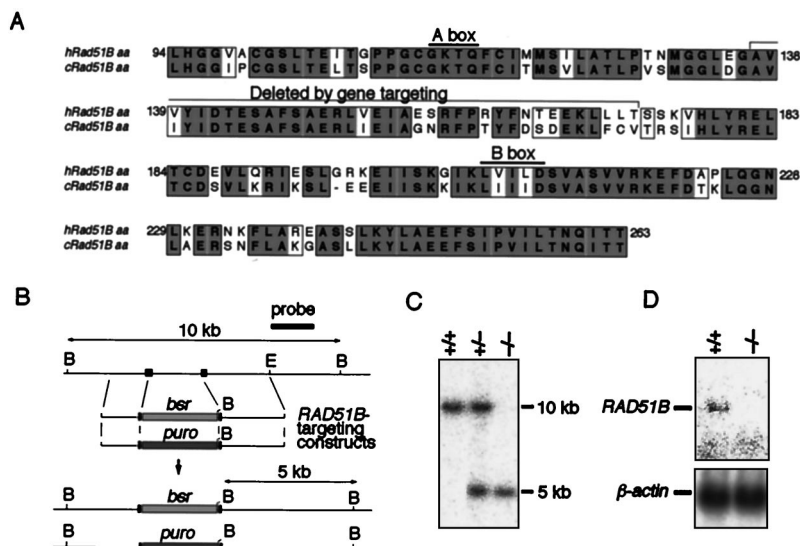 A
A box
hRad51B aa 94 LHGGVACGSLTEITGPPGCGKTQFCIMMSILATLPTNMGGLEGAV 138
cRad51B aa LHGGIPCGSLTELTSPPGCGKTQFCITMSVLATLPVSMGGLDGAV
Deleted by gene targeting
hRad51B aa 139 VYIDTESAFSAERLVEIAESRFPRYFNTEEKLLLTSSKVHLYREL 183
cRad51B aa IYIDTESAFSAERLIEIAGNRFPTYFDSDEKLFCVTRSIHLYREL
B box
hRad51B aa 184 TCDEVLQRIESLGRKEIISKGIKLVILDSVASVVRKEFDAPLQGN 228
cRad51B aa TCDSVLKRIKSL-EEEIISKKIKLIIIDSVASVVRKEFDTKLQGN
hRad51B aa 229 LKERNKFLAREASSLKYLAEEFSIPVILTNQITT 263
cRad51B aa LAERSNFLAKGASLLKYLAEEFSIPVILTNQITT
B
probe
10 kb
B E B
bsr B
puro B
RAD51B-targeting constructs
5 kb
B bsr B B
B puro B B
C
+/+ +/- -/-
10 kb
5 kb
D
+/+ -/-
RAD51B
β-actin